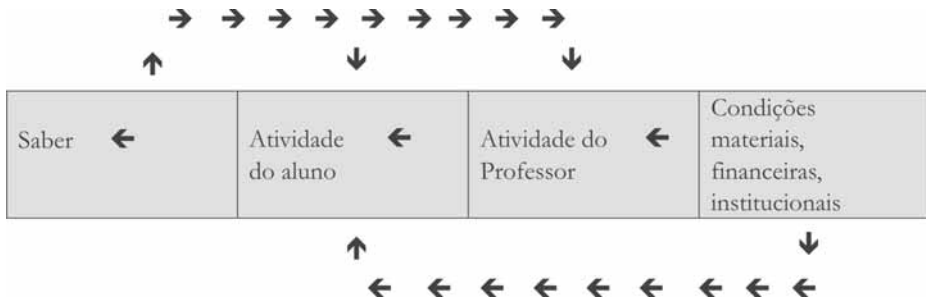 Saber
Atividade
do aluno
Atividade do
Professor
Condições
materiais,
financeiras,
institucionais